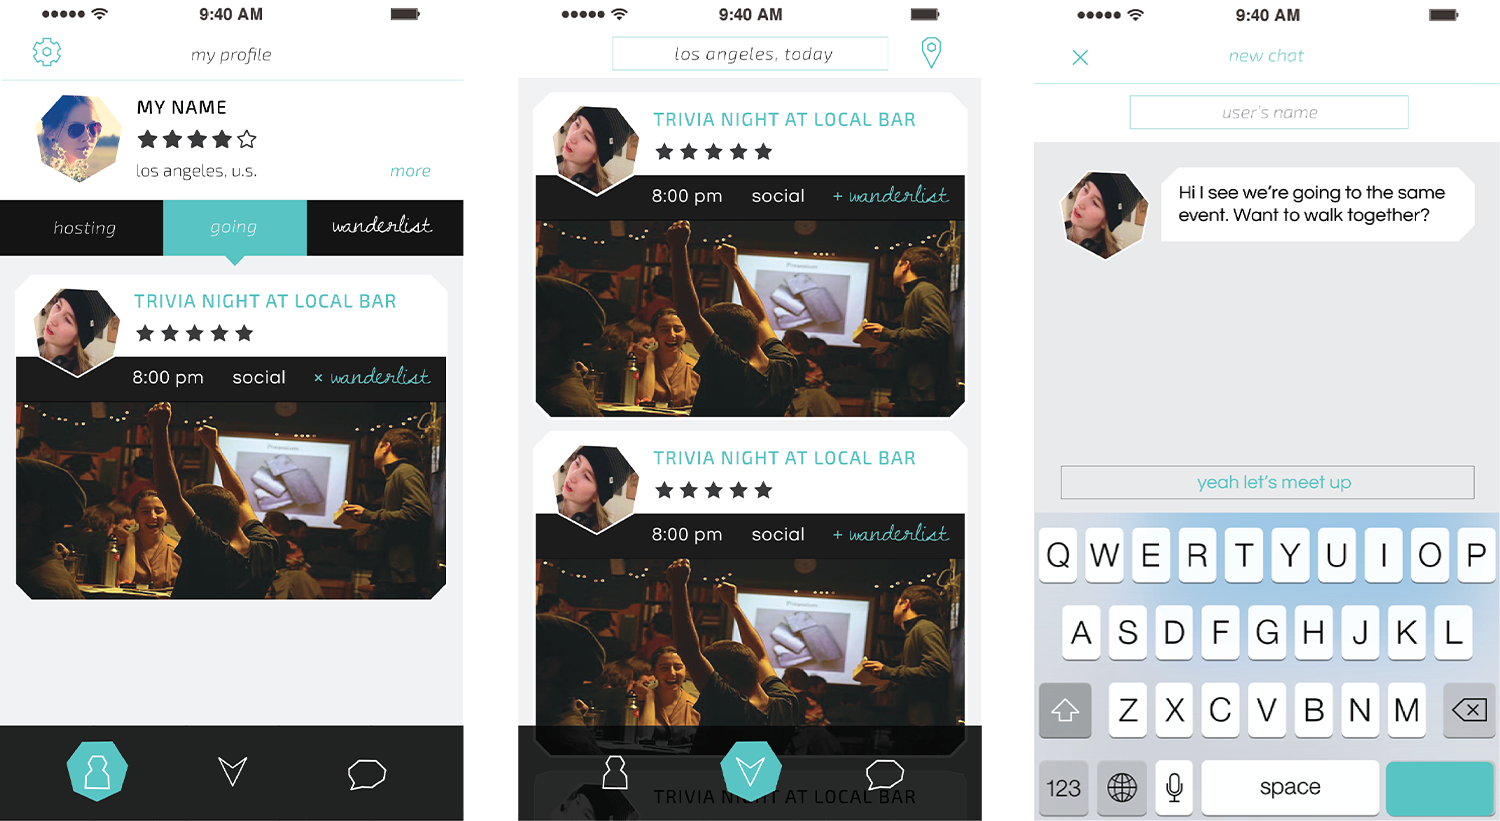 9:40 AM
my profile
MY NAME
los angeles, u.s.
more
hosting
going
wanderlist
TRIVIA NIGHT AT LOCAL BAR
8:00 pm social × wanderlist
9:40 AM
los angeles, today
TRIVIA NIGHT AT LOCAL BAR
8:00 pm social + wanderlist
TRIVIA NIGHT AT LOCAL BAR
8:00 pm social + wanderlist
TRIVIA NIGHT AT LOCAL BAR
9:40 AM
new chat
user's name
Hi I see we're going to the same
event. Want to walk together?
yeah let's meet up
Q W E R T Y U I O P
A S D F G H J K L
Z X C V B N M
123 space